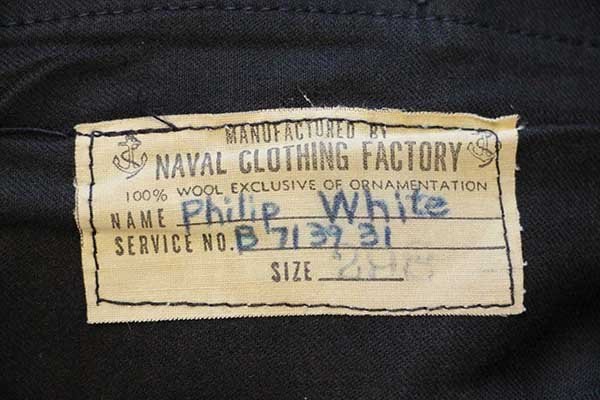 MANUFACTURED BY
NAVAL CLOTHING FACTORY
100% WOOL EXCLUSIVE OF ORNAMENTATION
NAME Philip White
SERVICE NO. B 71 39 31
SIZE